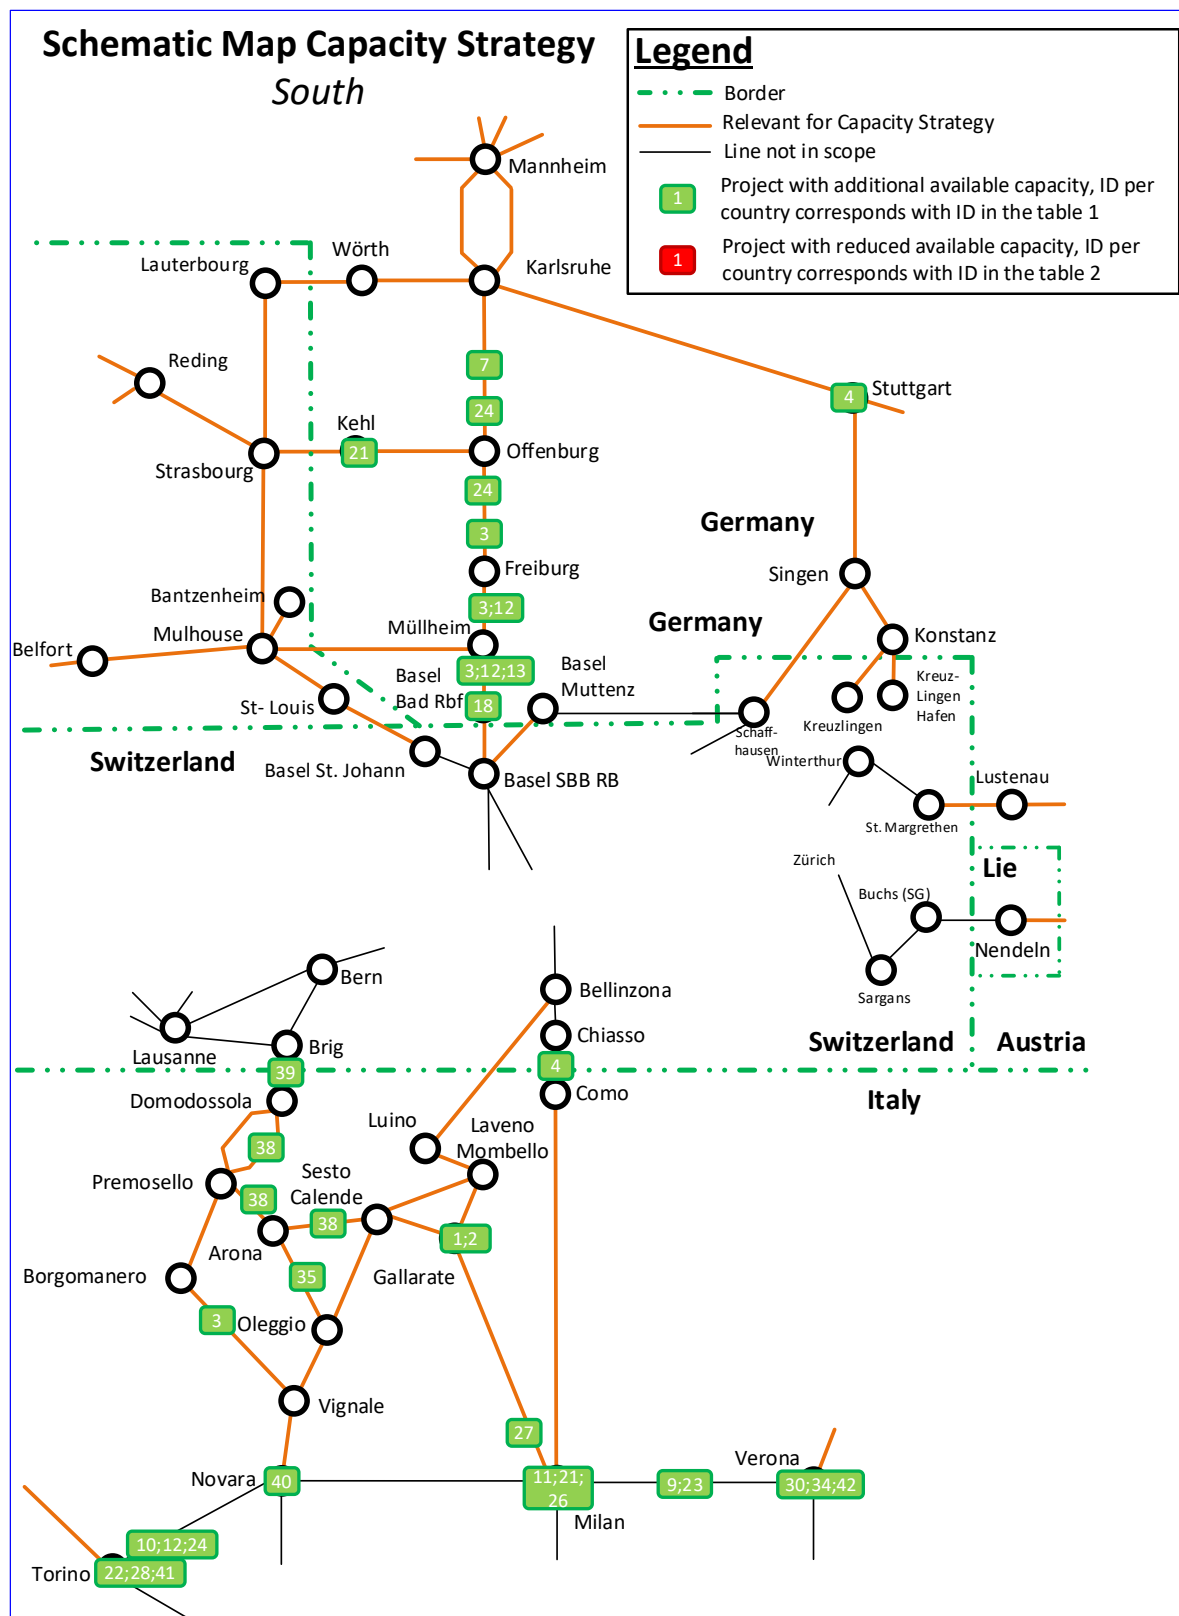 Schematic Map Capacity Strategy
South
Legend
Border
Relevant for Capacity Strategy
Line not in scope
1
Project with additional available capacity, ID per
country corresponds with ID in the table 1
1
Project with reduced available capacity, ID per
country corresponds with ID in the table 2
Mannheim
Wörth
Lauterbourg
Karlsruhe
Reding
7
Stuttgart
4
24
Kehl
21
Offenburg
Strasbourg
24
Germany
3
Freiburg
Singen
Bantzenheim
3;12
Germany
Müllheim
Mulhouse
Konstanz
Belfort
3;12;13
Basel
Bad Rbf
Basel
Muttenz
Kreuz-
Lingen
Hafen
St- Louis
18
Kreuzlingen
Schaff-
hausen
Switzerland
Basel St. Johann
Basel SBB RB
Winterthur
Lustenau
St. Margrethen
Zürich
Lie
Buchs (SG)
Nendeln
Bern
Bellinzona
Sargans
Chiasso
Lausanne
Brig
Switzerland
Austria
39
4
Domodossola
Como
Italy
Luino
Laveno
Mombello
38
Premosello
Sesto
Calende
38
38
Arona
1;2
Borgomanero
35
Gallarate
3
Oleggio
Vignale
27
Verona
Novara
40
11;21;
26
9;23
30;34;42
Milan
10;12;24
Torino
22;28;41